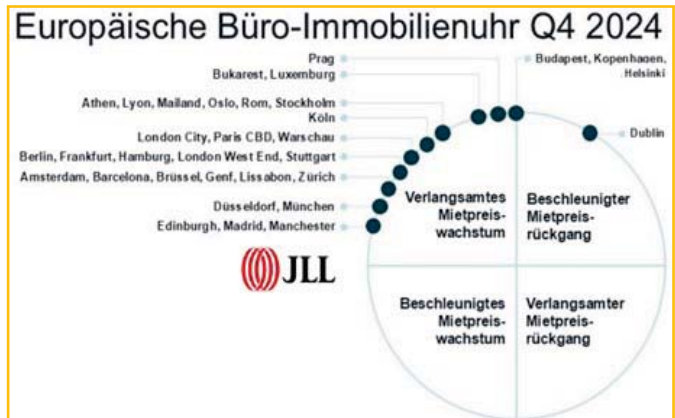 Europäische Büro-Immobilienuhr Q4 2024
Prag
Budapest, Kopenhagen,
Helsinki
Bukarest, Luxemburg
Athen, Lyon, Mailand, Oslo, Rom, Stockholm
Köln
Dublin
London City, Paris CBD, Warschau
Berlin, Frankfurt, Hamburg, London West End, Stuttgart
Amsterdam, Barcelona, Brüssel, Genf, Lissabon, Zürich
Düsseldorf, München
Edinburgh, Madrid, Manchester
Verlangsamtes
Mietpreis-
wachstum
Beschleunigter
Mietpreis-
rückgang
JLL
Beschleunigtes
Mietpreis-
wachstum
Verlangsamter
Mietpreis-
rückgang